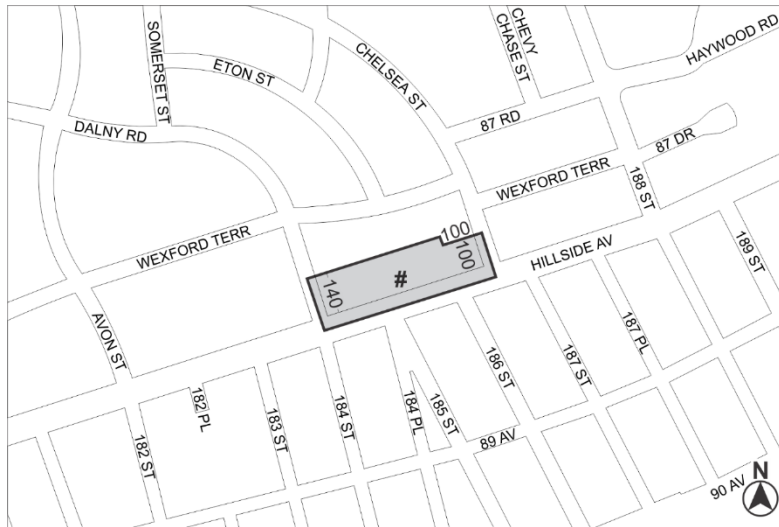 SOMERSET ST
ETON ST
CHELSEA ST
CHEVY
CHASE ST
HAYWOOD RD
DALNY RD
87 RD
87 DR
WEXFORD TERR
WEXFORD TERR
188 ST
100
100
HILLSIDE AV
189 ST
#
140
AVON ST
187 PL
186 ST
187 ST
182 PL
182 ST
183 ST
184 ST
184 PL
185 ST
89 AV
90 AV
N